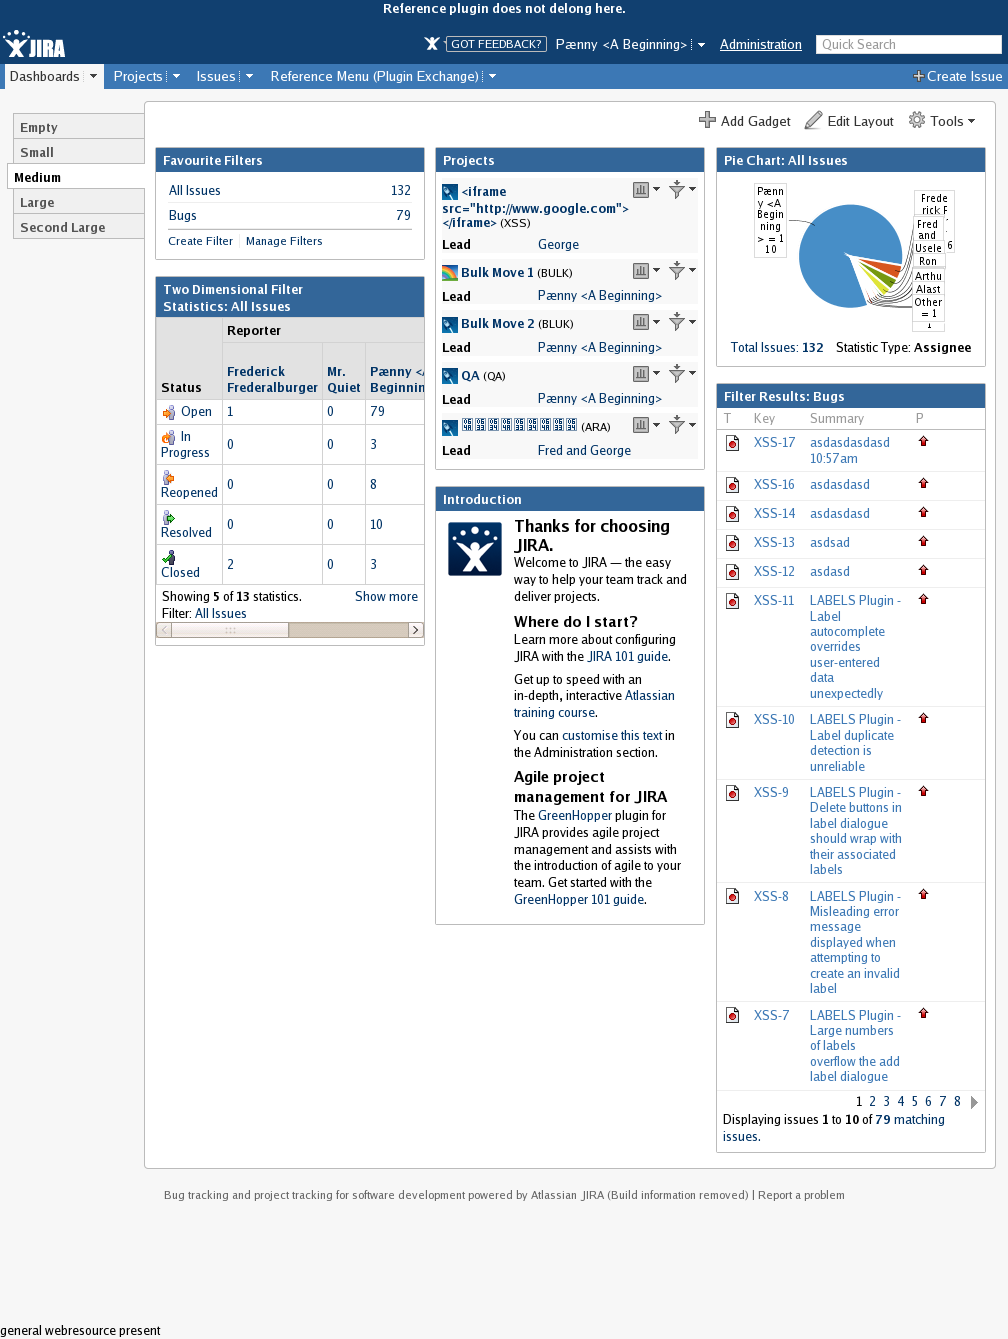 Reference plugin does not delong here.
JIRA
GOT FEEDBACK?
Pænny <A Beginning>
Administration
Quick Search
Dashboards
Projects
Issues
Reference Menu (Plugin Exchange)
Create Issue
Empty
Small
Medium
Large
Second Large
Add Gadget
Edit Layout
Tools
Favourite Filters
All Issues 132
Bugs 79
Create Filter Manage Filters
Two Dimensional Filter
Statistics: All Issues
Reporter
Status
Frederick
Frederalburger
Mr.
Quiet
Pænny <A
Beginnin
Open 1 0 79
In
Progress 0 0 3
Reopened 0 0 8
Resolved 0 0 10
Closed 2 0 3
Showing 5 of 13 statistics. Show more
Filter: All Issues
Projects
<iframe
src="http://www.google.com">
</iframe> (XSS)
Lead George
Bulk Move 1 (BULK)
Lead Pænny <A Beginning>
Bulk Move 2 (BLUK)
Lead Pænny <A Beginning>
QA (QA)
Lead Pænny <A Beginning>
(ARA)
Lead Fred and George
Introduction
Thanks for choosing
JIRA.
Welcome to JIRA — the easy
way to help your team track and
deliver projects.
Where do I start?
Learn more about configuring
JIRA with the JIRA 101 guide.
Get up to speed with an
in-depth, interactive Atlassian
training course.
You can customise this text in
the Administration section.
Agile project
management for JIRA
The GreenHopper plugin for
JIRA provides agile project
management and assists with
the introduction of agile to your
team. Get started with the
GreenHopper 101 guide.
Pie Chart: All Issues
Pænn
y <A
Begin
ning
> = 1
10
Frede
rick F
6
Fred
and
Usele
Ron
Arthu
Alast
Other
= 1
1
Total Issues: 132 Statistic Type: Assignee
Filter Results: Bugs
T Key Summary P
XSS-17 asdasdasdasd
10:57am
XSS-16 asdasdasd
XSS-14 asdasdasd
XSS-13 asdsad
XSS-12 asdasd
XSS-11 LABELS Plugin -
Label
autocomplete
overrides
user-entered
data
unexpectedly
XSS-10 LABELS Plugin -
Label duplicate
detection is
unreliable
XSS-9 LABELS Plugin -
Delete buttons in
label dialogue
should wrap with
their associated
labels
XSS-8 LABELS Plugin -
Misleading error
message
displayed when
attempting to
create an invalid
label
XSS-7 LABELS Plugin -
Large numbers
of labels
overflow the add
label dialogue
1 2 3 4 5 6 7 8
Displaying issues 1 to 10 of 79 matching
issues.
Bug tracking and project tracking for software development powered by Atlassian JIRA (Build information removed) | Report a problem
general webresource present